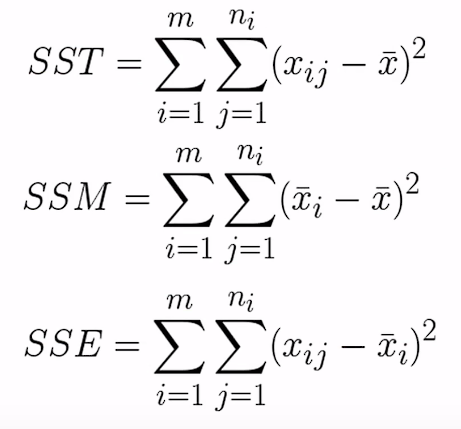 SST = \sum_{i=1}^{m} \sum_{j=1}^{n_i} (x_{ij} - \bar{x})^2
SSM = \sum_{i=1}^{m} \sum_{j=1}^{n_i} (\bar{x}_i - \bar{x})^2
SSE = \sum_{i=1}^{m} \sum_{j=1}^{n_i} (x_{ij} - \bar{x}_i)^2